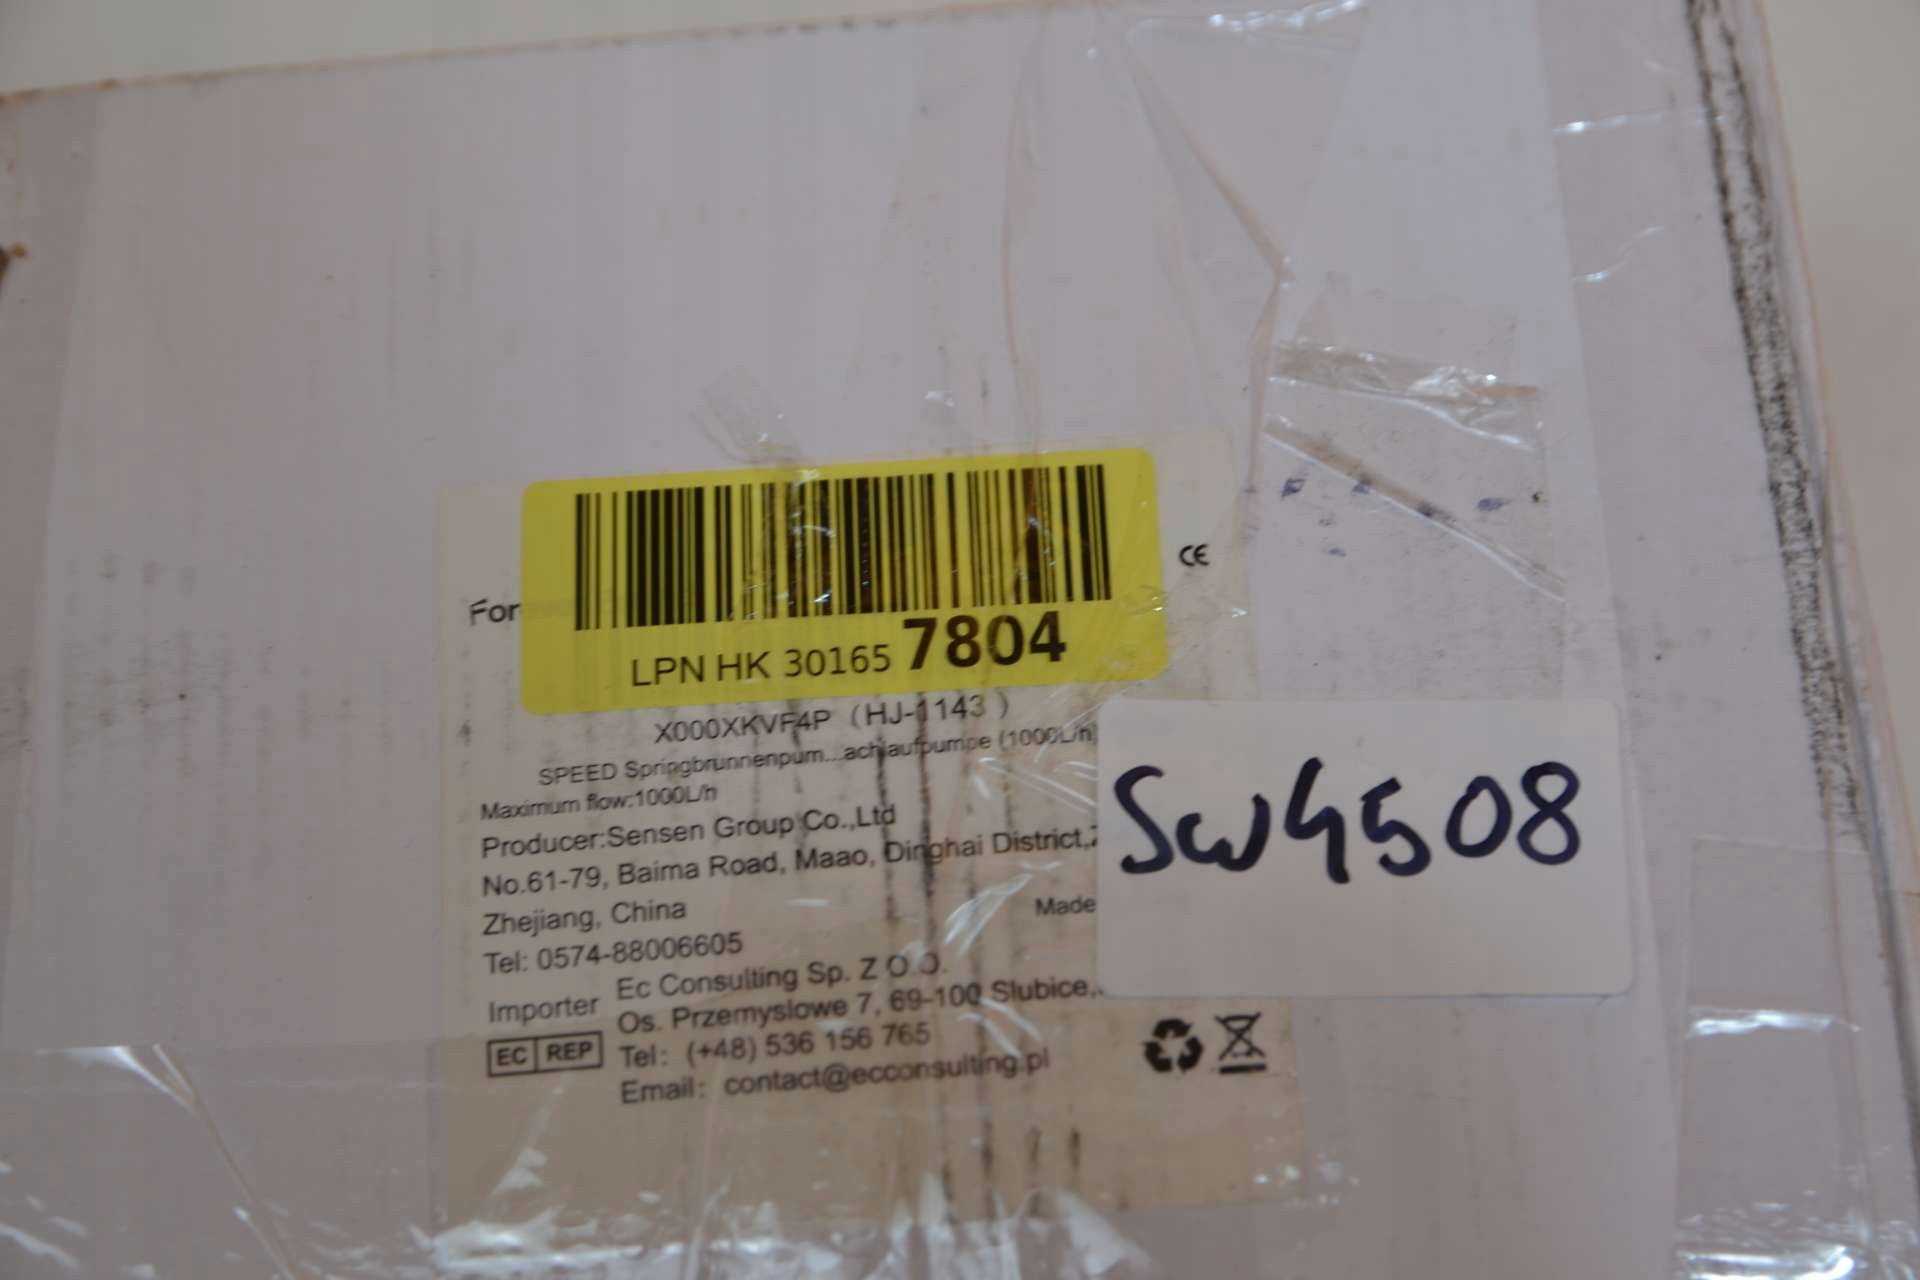 CE
For
LPN HK 30165 7804
X000XKVF4P (HJ-1143 )
SPEED Springbrunnenpum...achlaufpumpe (1000L/h)
Maximum flow:1000L/h
Producer:Sensen Group Co.,Ltd
No.61-79, Baima Road, Maao, Dinghai District,
Zhejiang, China
Made
Tel: 0574-88006605
Importer Ec Consulting Sp. Z O.O.
Os. Przemyslowe 7, 69-100 Slubice,
EC REP Tel: (+48) 536 156 765
Email: contact@ecconsulting.pl
SW4508